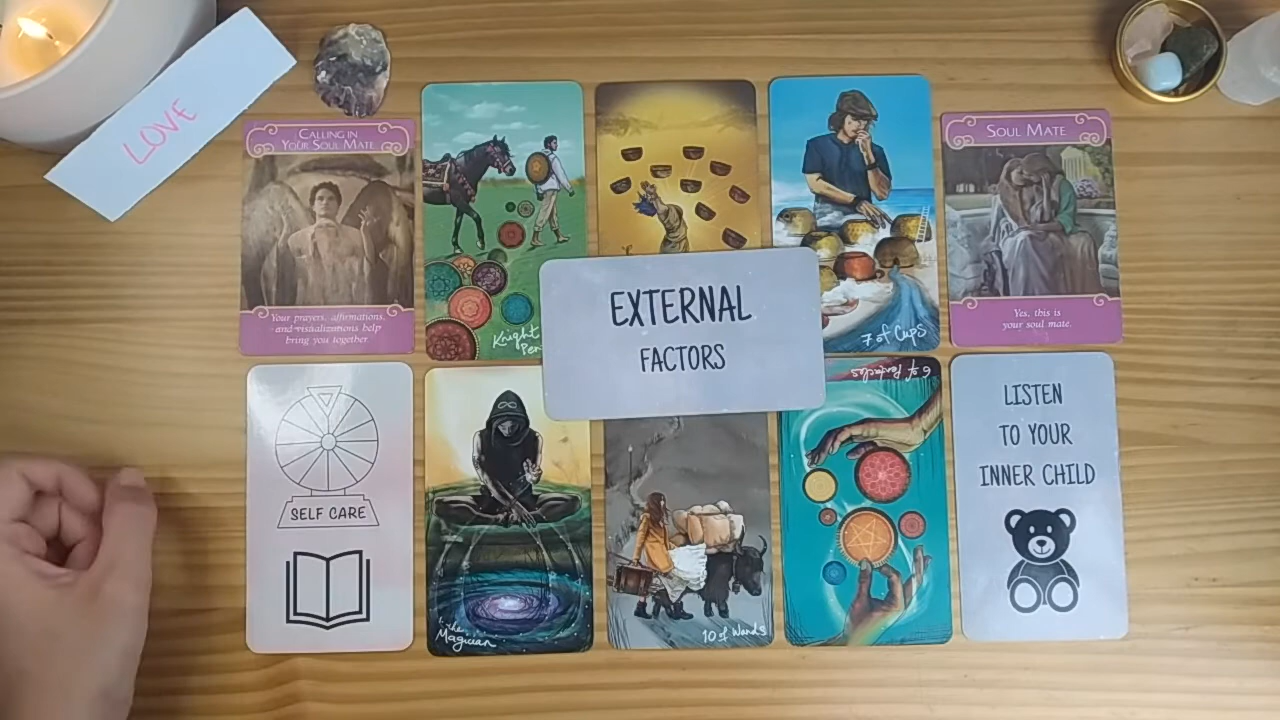 LOVE
CALLING IN
YOUR SOUL MATE
Your prayers, affirmations,
and visualizations help
bring you together.
Knight
7 of Cups
SOUL MATE
Yes, this is
your soul mate.
EXTERNAL
FACTORS
SELF CARE
1. the
Magician
10 of Wands
6 of Pentacles
LISTEN
TO YOUR
INNER CHILD